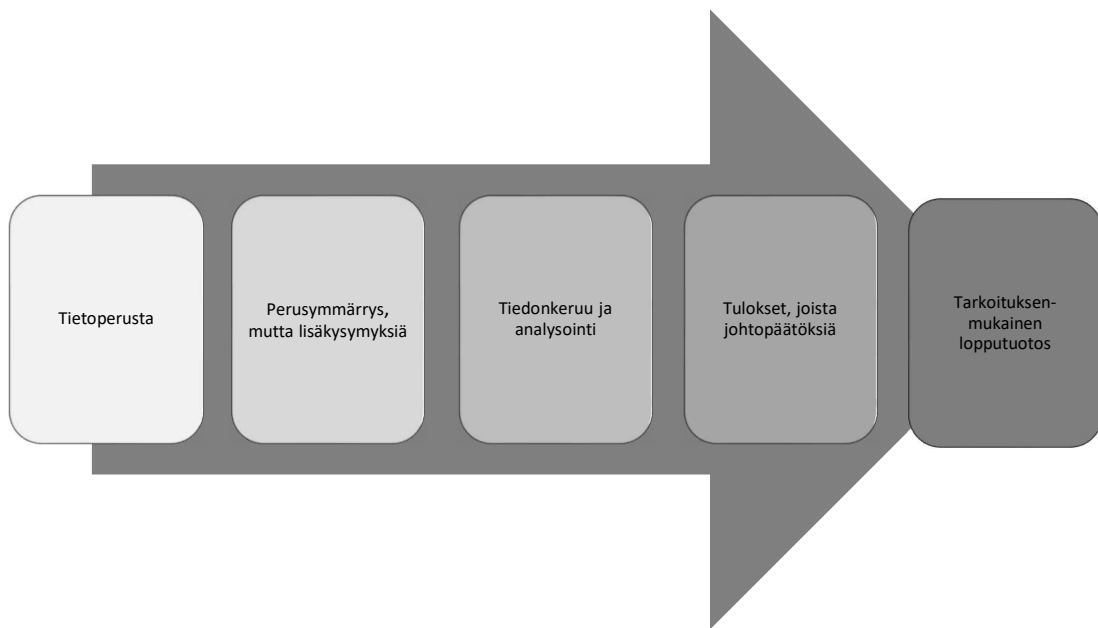 Tietoperusta
Perusymmärrys,
mutta lisäkysymyksiä
Tiedonkeruu ja
analysointi
Tulokset, joista
johtopäätöksiä
Tarkoituksen-
mukainen
lopputuotos